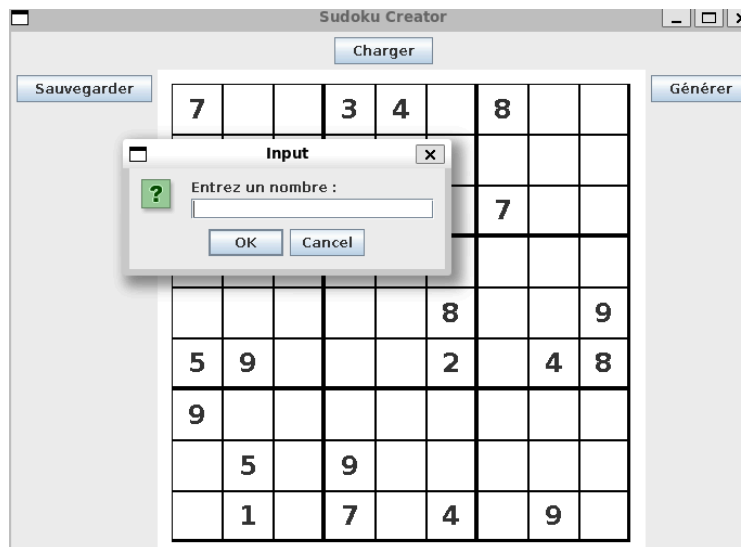 Sudoku Creator
Charger
Sauvegarder
Générer
7 3 4 8
Input
Entrez un nombre :
?
7
OK Cancel
8 9
5 9 2 4 8
9
5 9
1 7 4 9